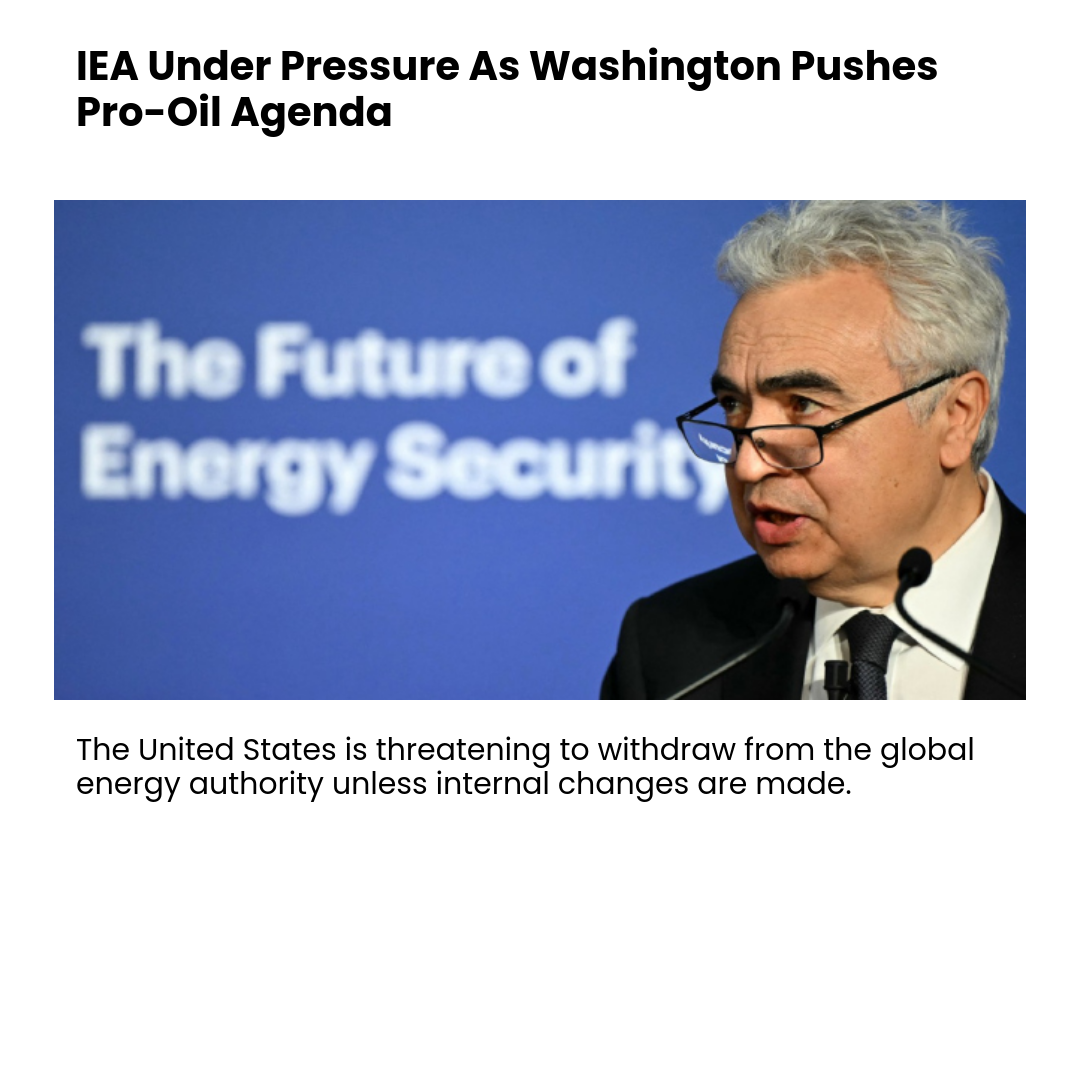 IEA Under Pressure As Washington Pushes
Pro-Oil Agenda
The Future of
Energy Security
The United States is threatening to withdraw from the global
energy authority unless internal changes are made.